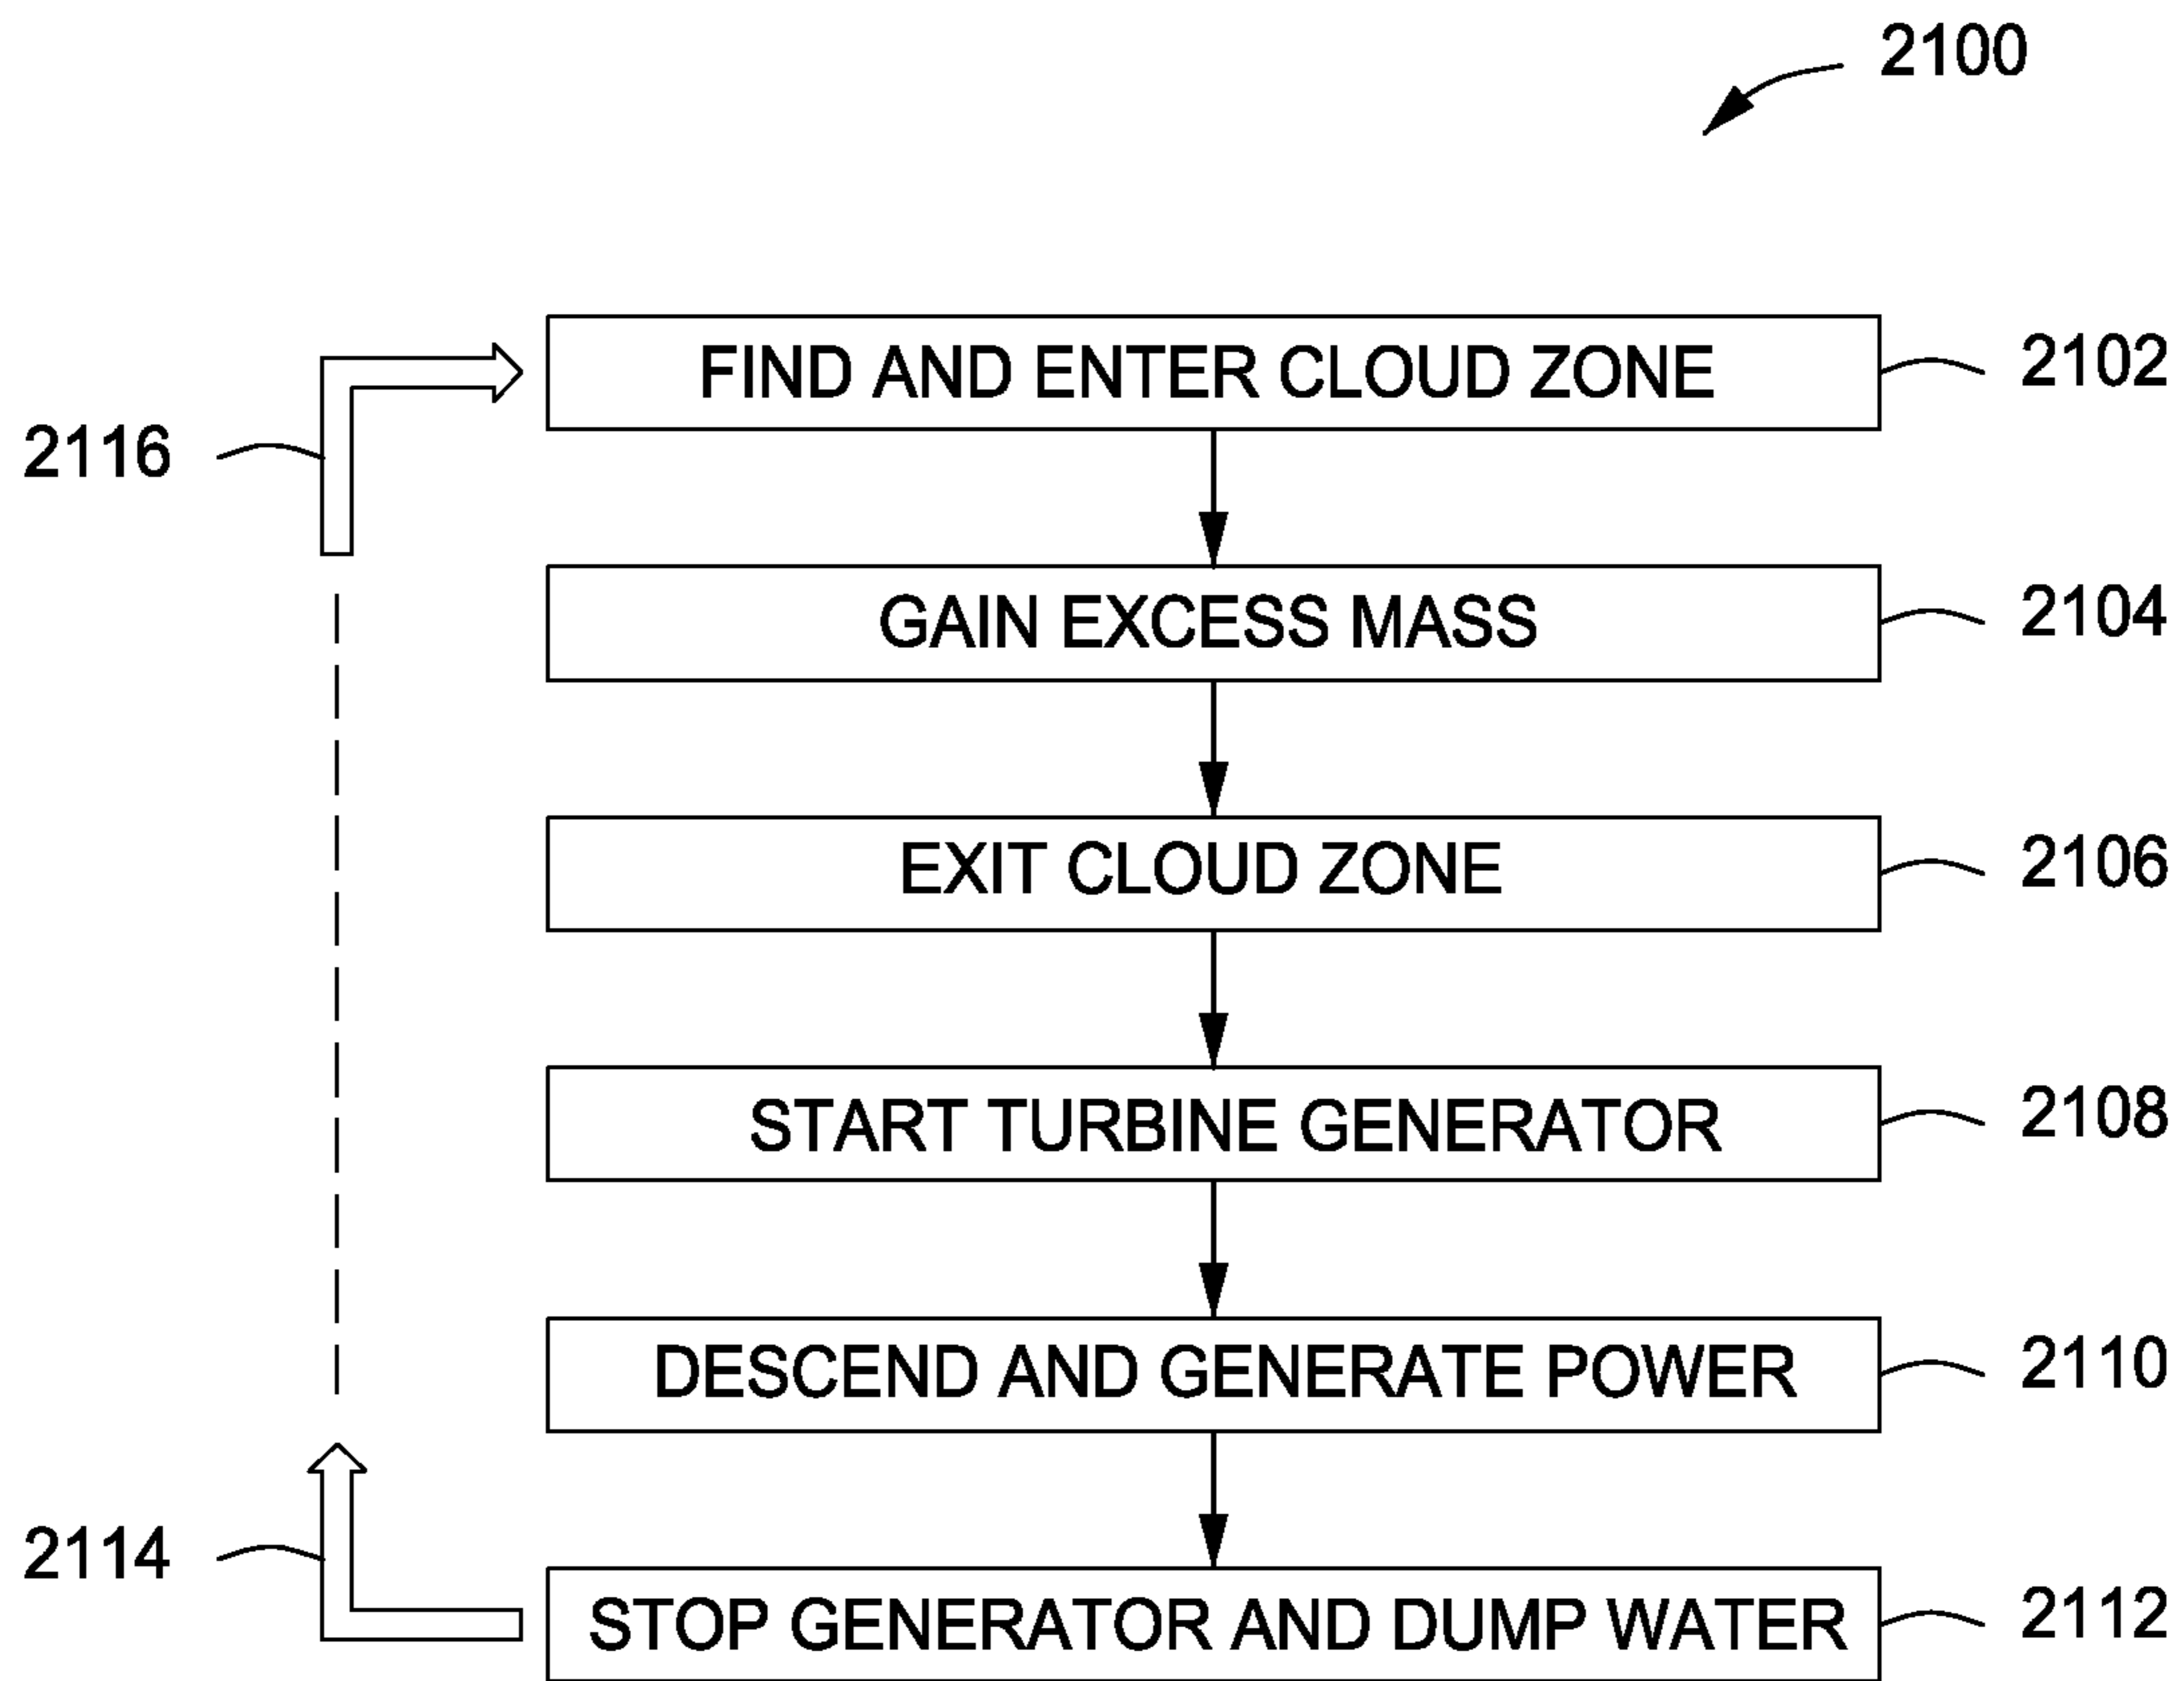 2100
FIND AND ENTER CLOUD ZONE
2102
2116
GAIN EXCESS MASS
2104
EXIT CLOUD ZONE
2106
START TURBINE GENERATOR
2108
DESCEND AND GENERATE POWER
2110
2114
STOP GENERATOR AND DUMP WATER
2112